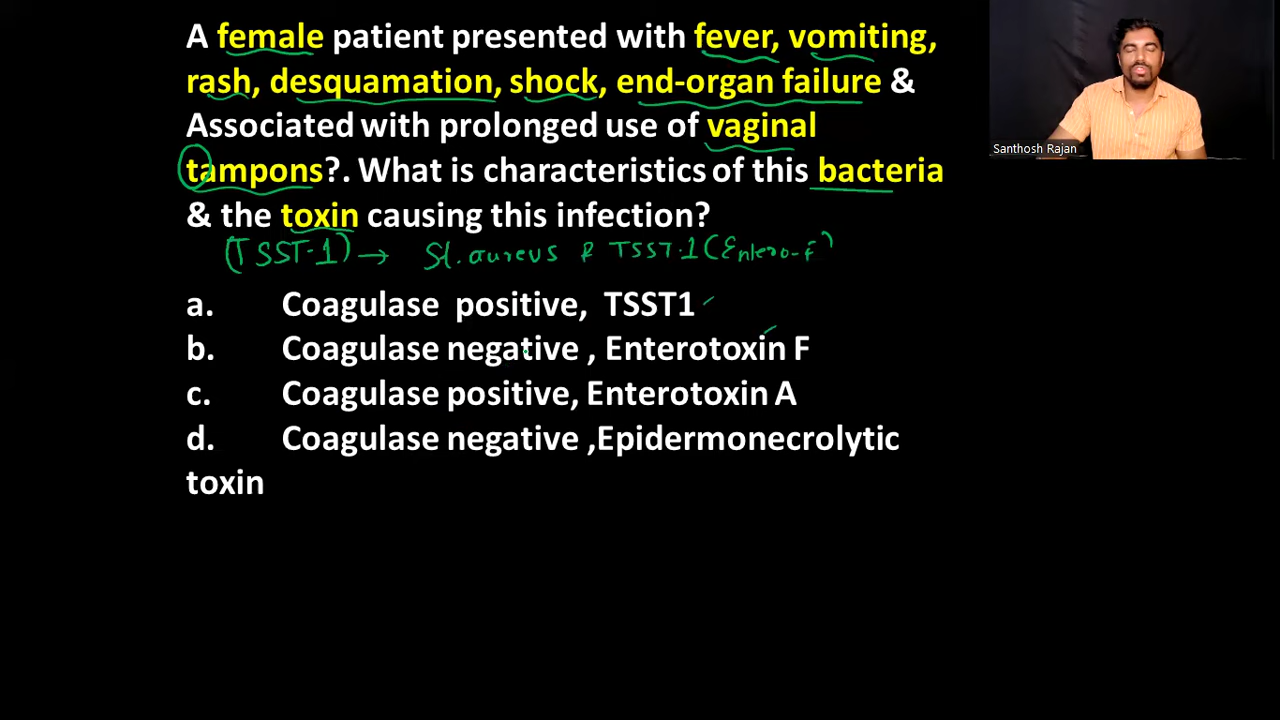 A female patient presented with fever, vomiting,
rash, desquamation, shock, end-organ failure &
Associated with prolonged use of vaginal
tampons?. What is characteristics of this bacteria
& the toxin causing this infection?
(TSST-1) → St. aureus & TSST-1 (Entero-F)
a. Coagulase positive, TSST1
b. Coagulase negative , Enterotoxin F
c. Coagulase positive, Enterotoxin A
d. Coagulase negative ,Epidermonecrolytic
toxin
Santhosh Rajan